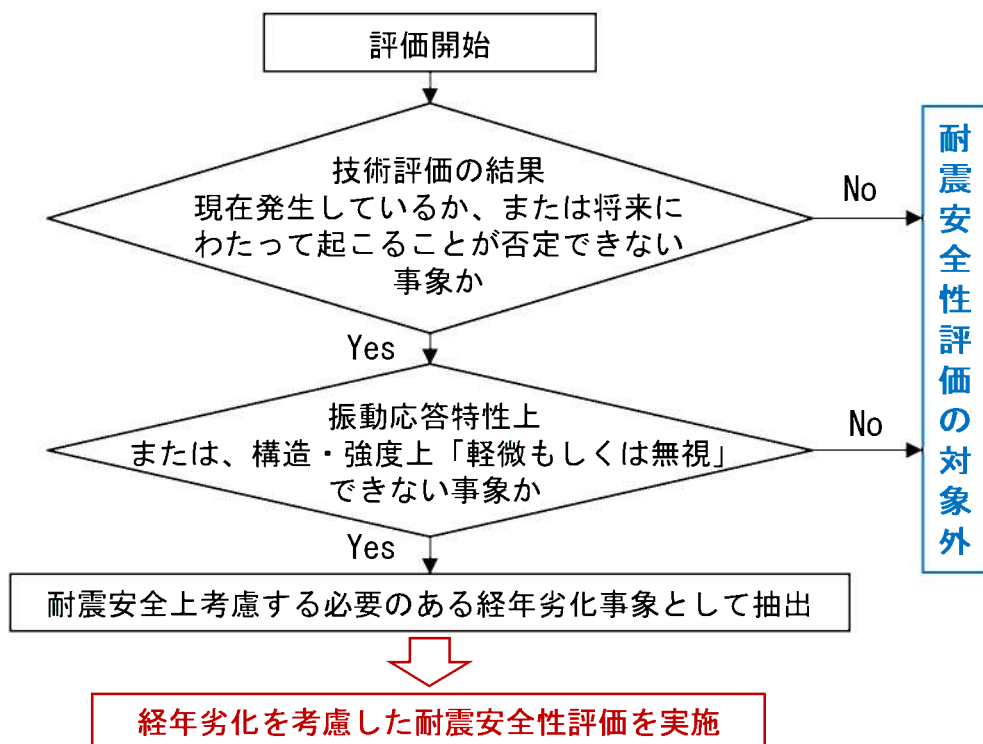 評価開始
技術評価の結果
現在発生しているか、または将来に
わたって起こることが否定できない
事象か
No
Yes
振動応答特性上
または、構造・強度上「軽微もしくは無視」
できない事象か
No
Yes
耐震安全性評価の対象外
耐震安全上考慮する必要のある経年劣化事象として抽出
経年劣化を考慮した耐震安全性評価を実施